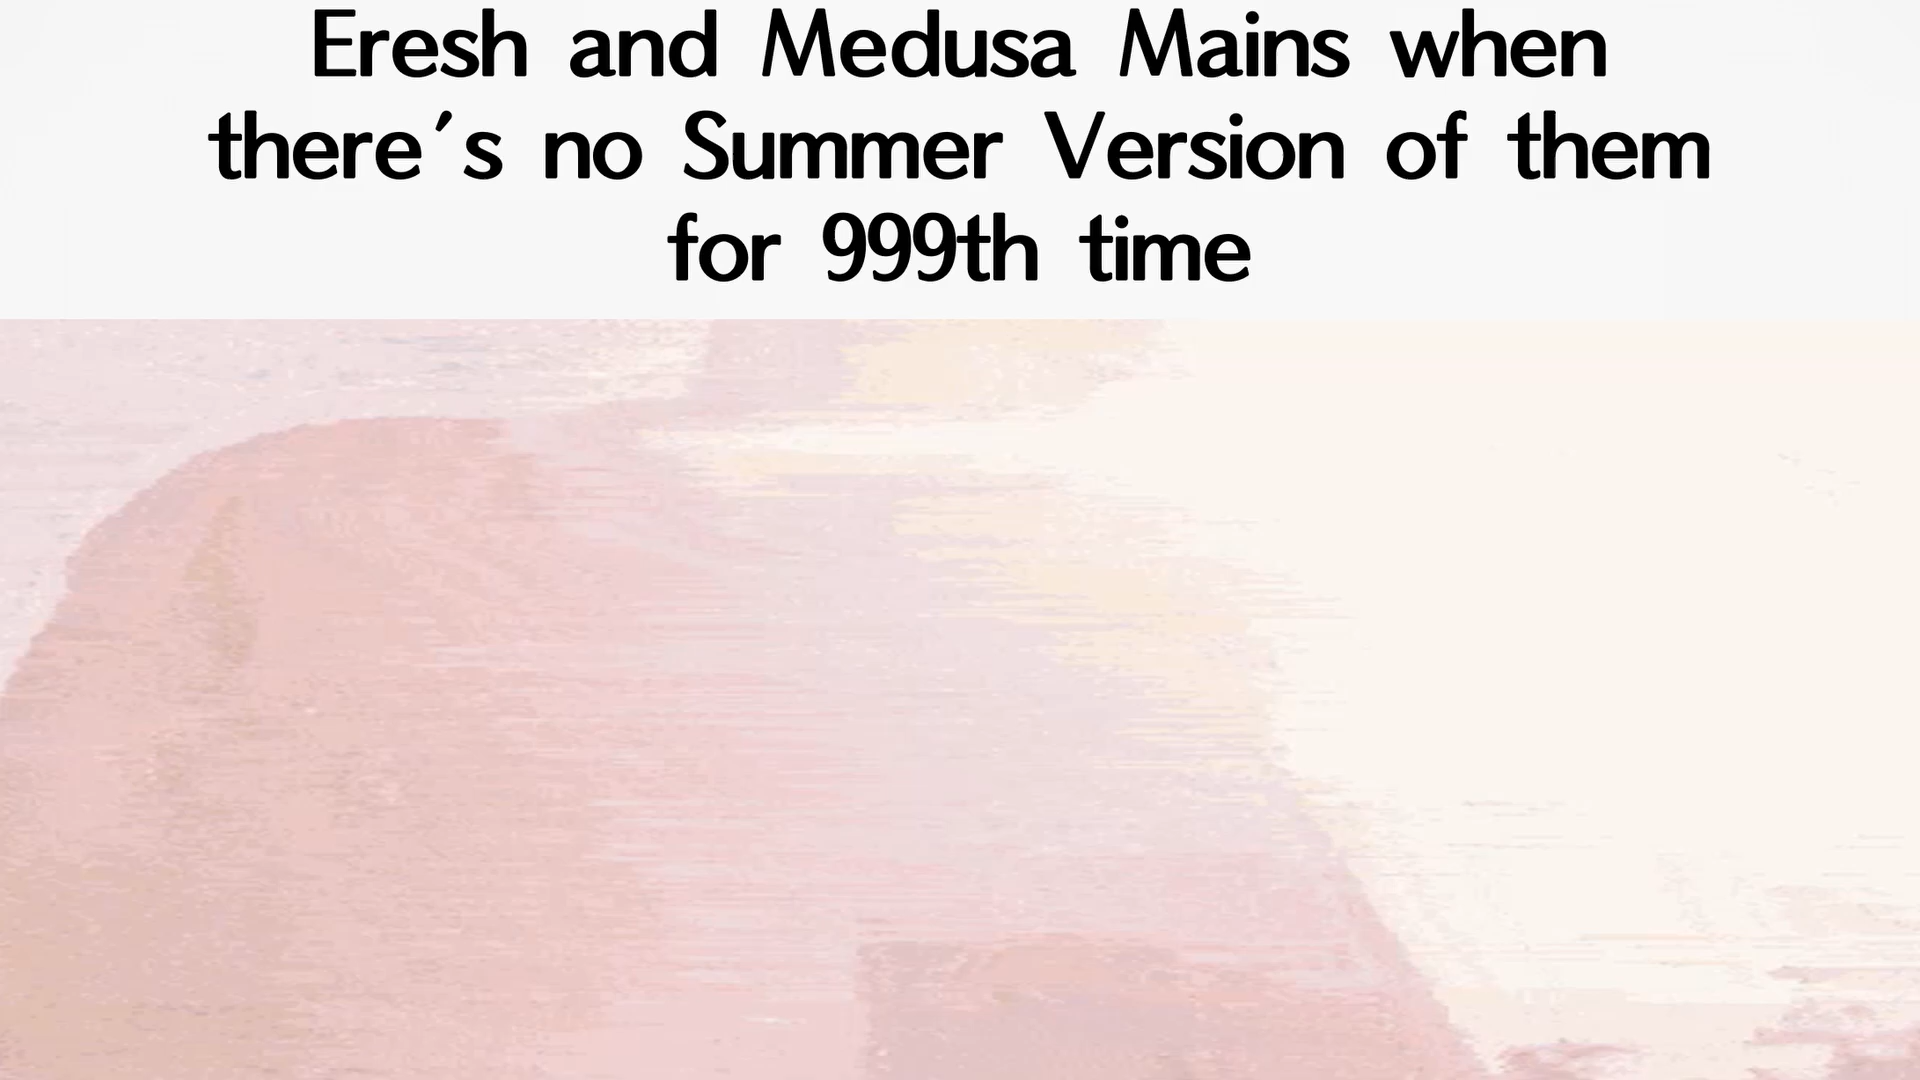 Eresh and Medusa Mains when
there's no Summer Version of them
for 999th time